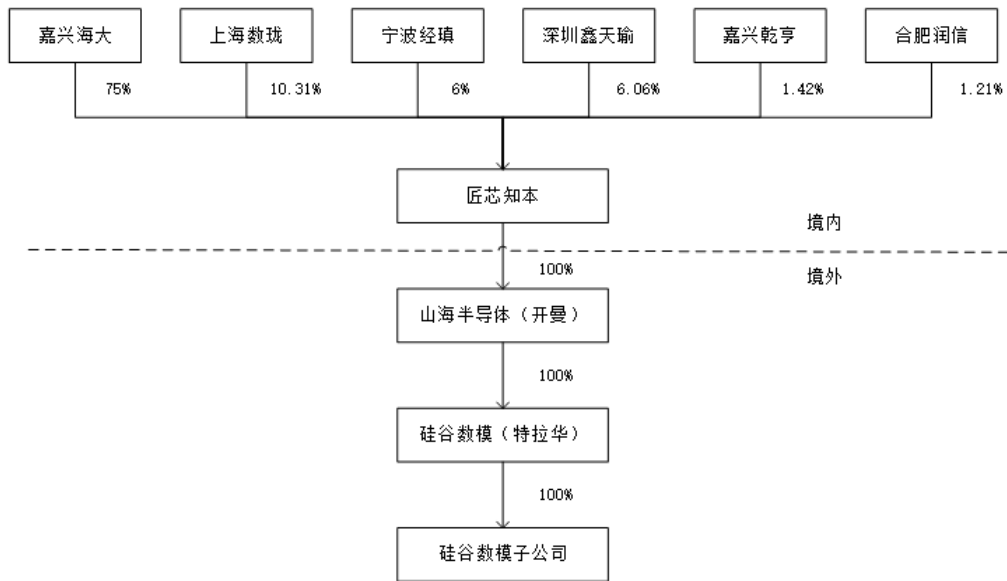 嘉兴海大 上海数珑 宁波经瑱 深圳鑫天瑜 嘉兴乾亨 合肥润信
75% 10.31% 6% 6.06% 1.42% 1.21%
匠芯知本
境内
100%
境外
山海半导体（开曼）
100%
硅谷数模（特拉华）
100%
硅谷数模子公司